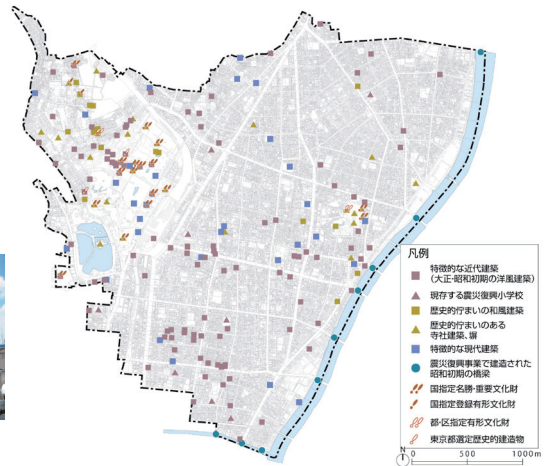 凡例
特徴的な近代建築
（大正・昭和初期の洋風建築）
現存する震災復興小学校
歴史的佇まいの和風建築
歴史的佇まいのある
寺社建築、塀
特徴的な現代建築
震災復興事業で建造された
昭和初期の橋梁
国指定名勝・重要文化財
国指定登録有形文化財
都・区指定有形文化財
東京都選定歴史的建造物
N
0 500 1000m